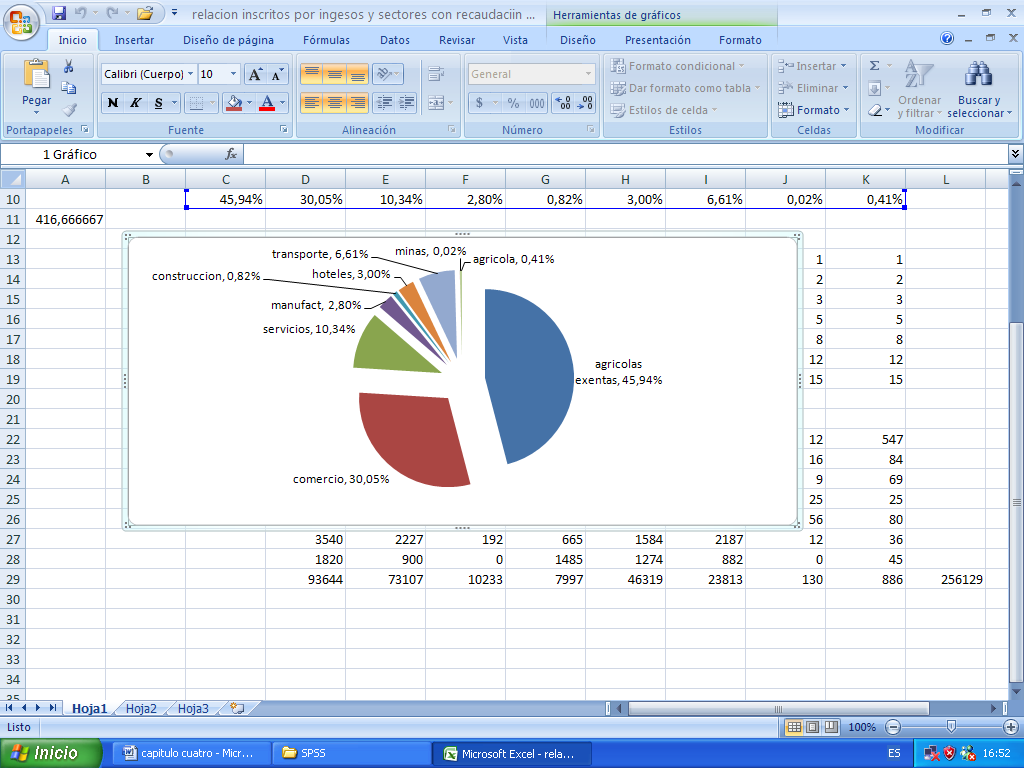 relacion inscritos por ingesos y sectores con recaudaciin ...
Herramientas de gráficos
Inicio Insertar Diseño de página Fórmulas Datos Revisar Vista Diseño Presentación Formato
Pegar
Portapapeles
Calibri (Cuerpo) 10
N K S
Fuente
Alineación
General
$ % 000
Número
Formato condicional
Dar formato como tabla
Estilos de celda
Estilos
Insertar
Eliminar
Formato
Celdas
Ordenar y filtrar
Buscar y seleccionar
Modificar
1 Gráfico fx
A B C D E F G H I J K L
10 45,94% 30,05% 10,34% 2,80% 0,82% 3,00% 6,61% 0,02% 0,41%
11 416,666667
12
13 1 1
14 2 2
15 3 3
16 5 5
17 8 8
18 12 12
19 15 15
20
21
22 12 547
23 16 84
24 9 69
25 25 25
26 56 80
27 3540 2227 192 665 1584 2187 12 36
28 1820 900 0 1485 1274 882 0 45
29 93644 73107 10233 7997 46319 23813 130 886 256129
30
31
32
33
34
35
transporte, 6,61%
minas, 0,02%
agricola, 0,41%
construccion, 0,82%
hoteles, 3,00%
manufact, 2,80%
servicios, 10,34%
agricolas
exentas, 45,94%
comercio, 30,05%
Hoja1 Hoja2 Hoja3
Listo 100%
Inicio capitulo cuatro - Micr... SPSS Microsoft Excel - rela... ES 16:52